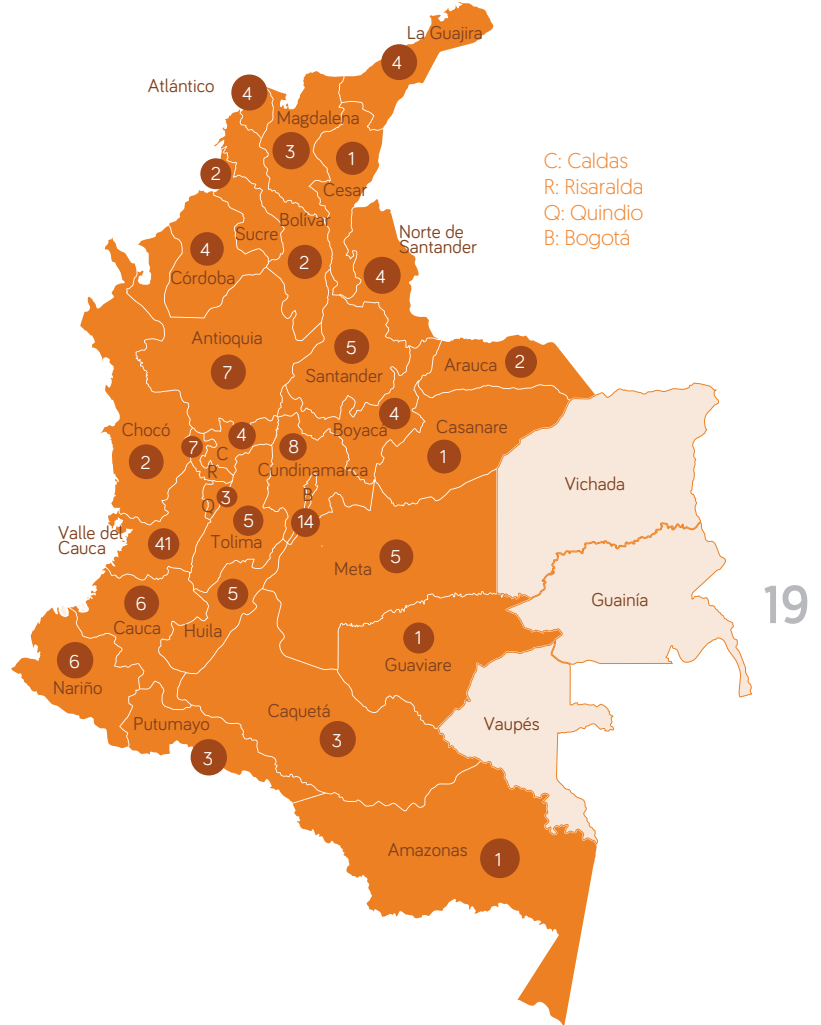 La Guajira
4
Atlántico
4
Magdalena
3
1
Cesar
2
C: Caldas
R: Risaralda
Q: Quindio
B: Bogotá
Bolívar
Sucre
4
Córdoba
2
Norte de
Santander
4
Antioquia
7
5
Santander
Arauca
2
4
Boyaca
Casanare
1
Chocó
2
7
4
C
R
8
Cundinamarca
B
14
Q
3
5
Tolima
Vichada
Valle del
Cauca
41
Meta
5
Guainía
19
6
Cauca
5
Huila
1
Guaviare
6
Nariño
Putumayo
3
Caquetá
3
Vaupés
Amazonas
1